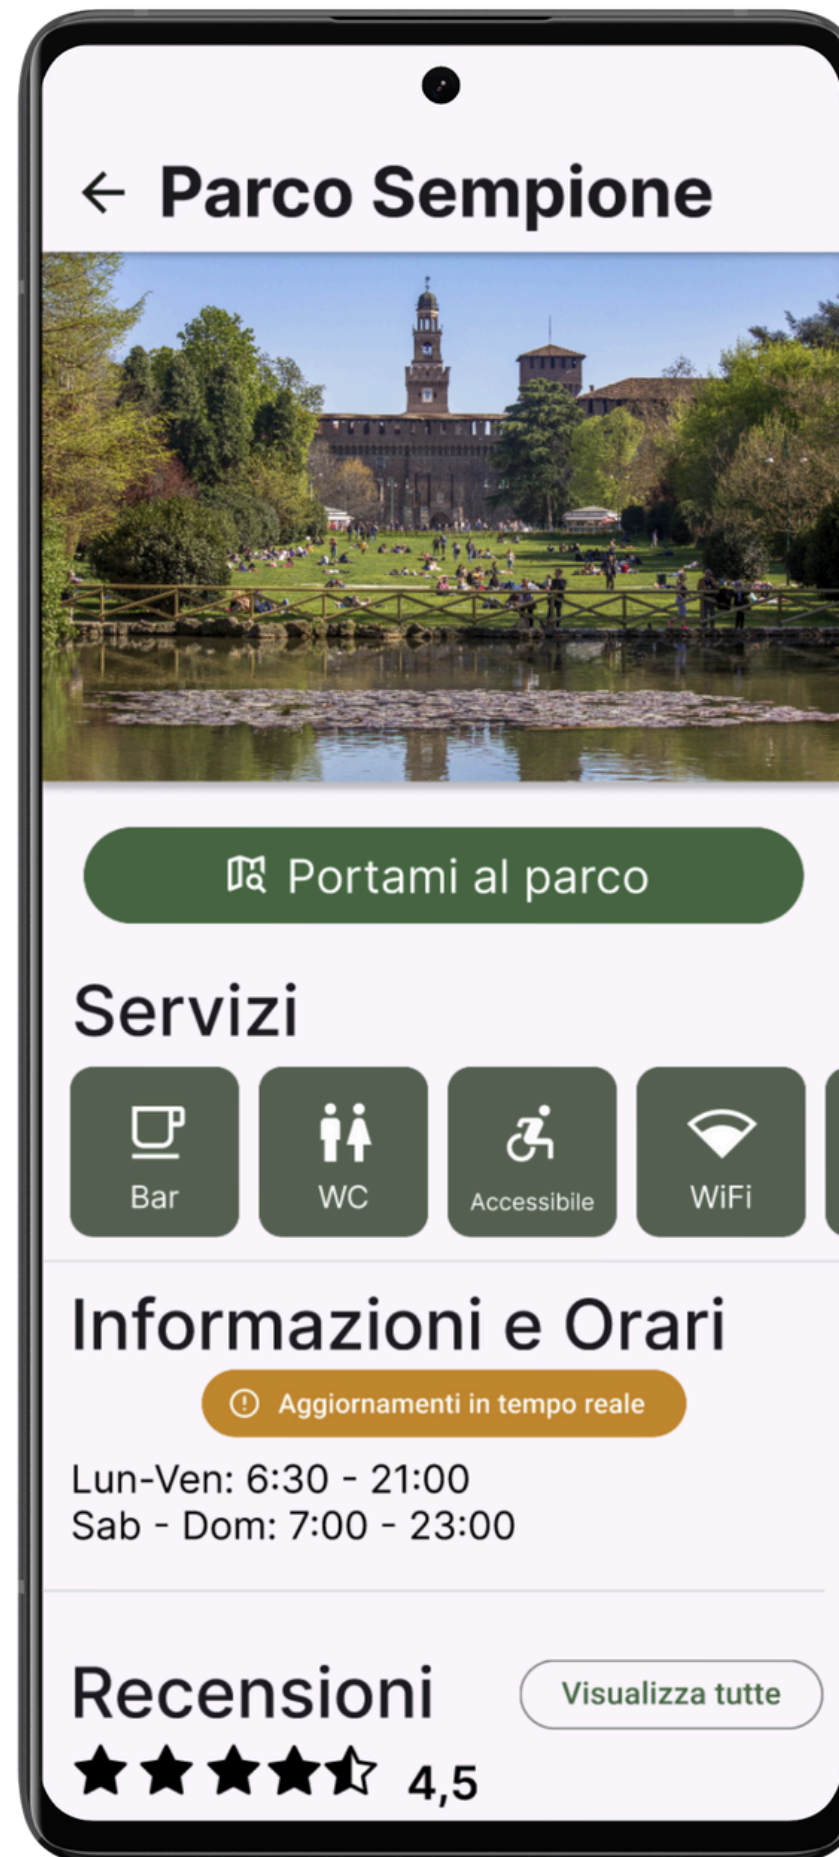 Parco Sempione
Portami al parco
Servizi
Bar WC Accessibile WiFi
Informazioni e Orari
Aggiornamenti in tempo reale
Lun-Ven: 6:30 - 21:00
Sab - Dom: 7:00 - 23:00
Recensioni Visualizza tutte
4,5